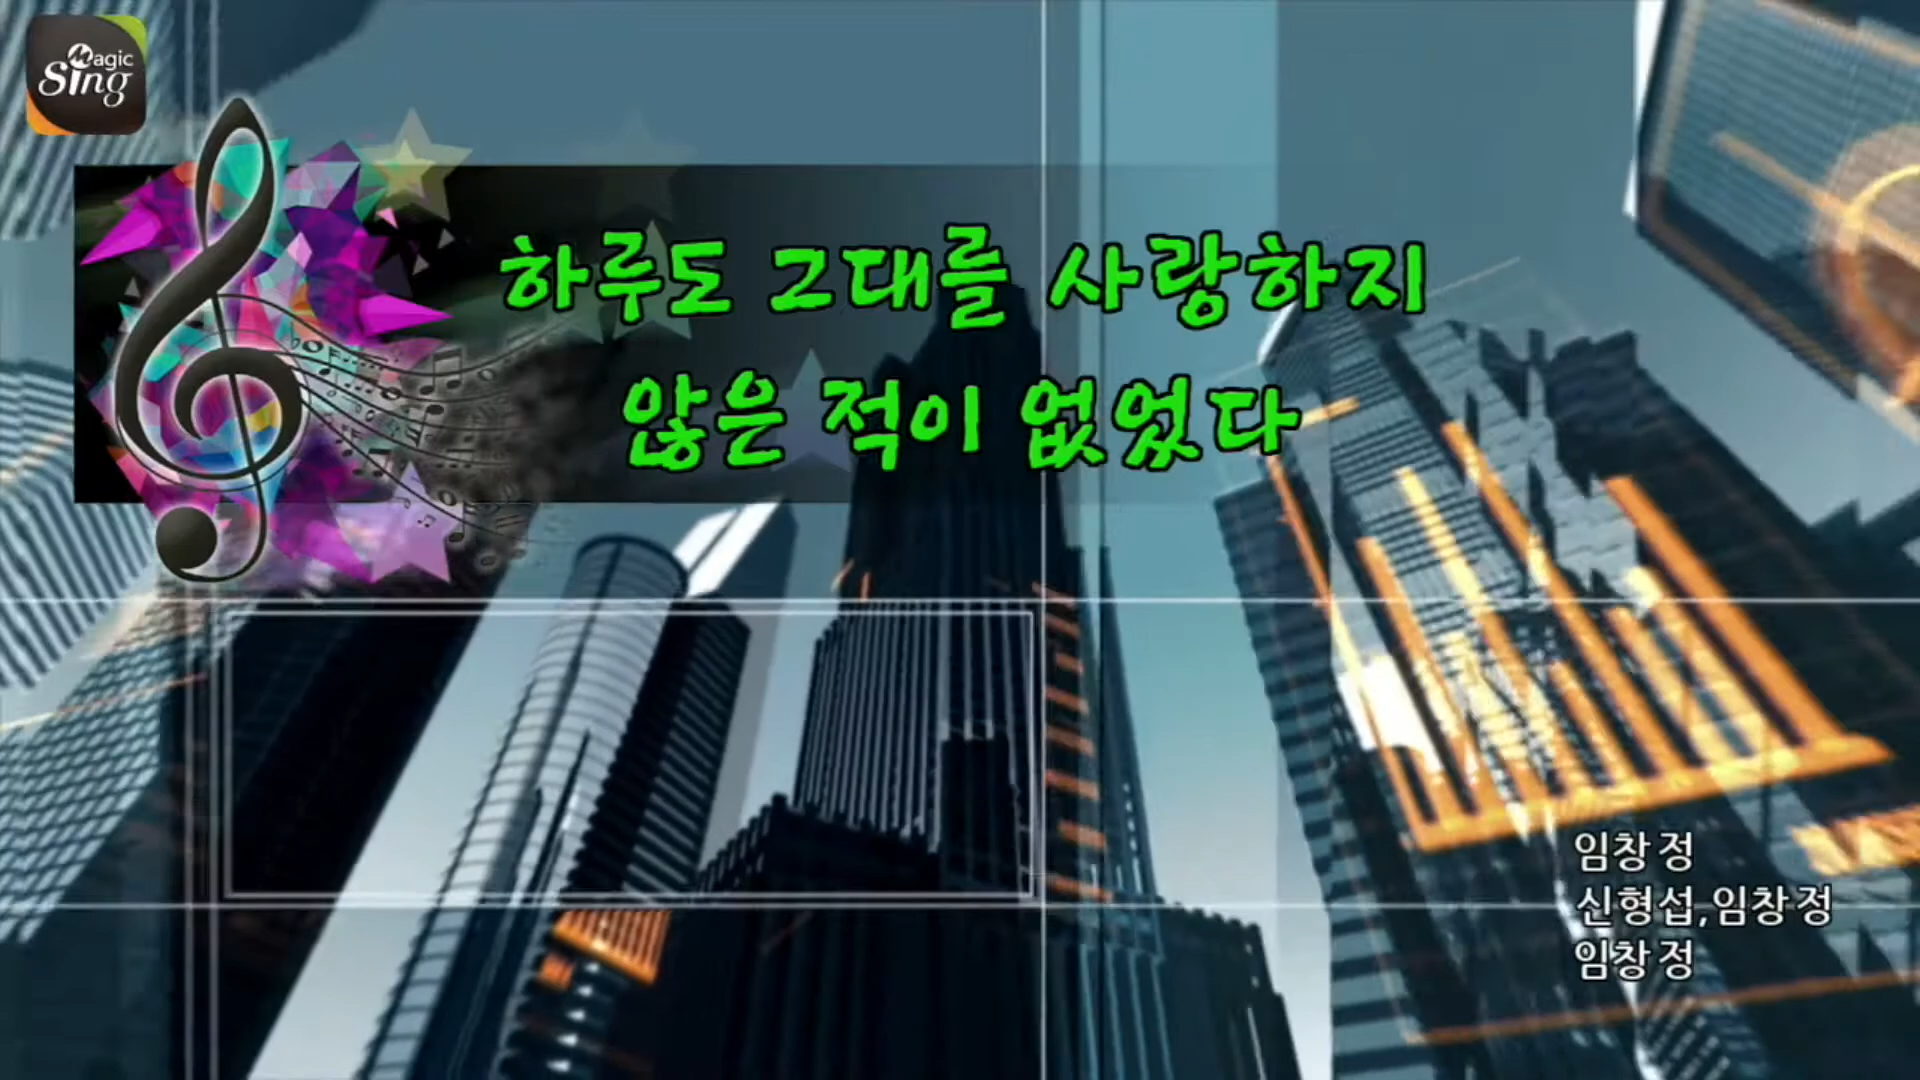 Magic
Sing
하루도 그대를 사랑하지
않은 적이 없었다
임창정
신형섭,임창정
임창정